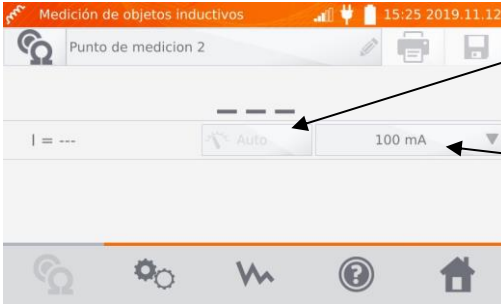 Medición de objetos inductivos 15:25 2019.11.12
Punto de medicion 2
---
I = --- Auto 100 mA